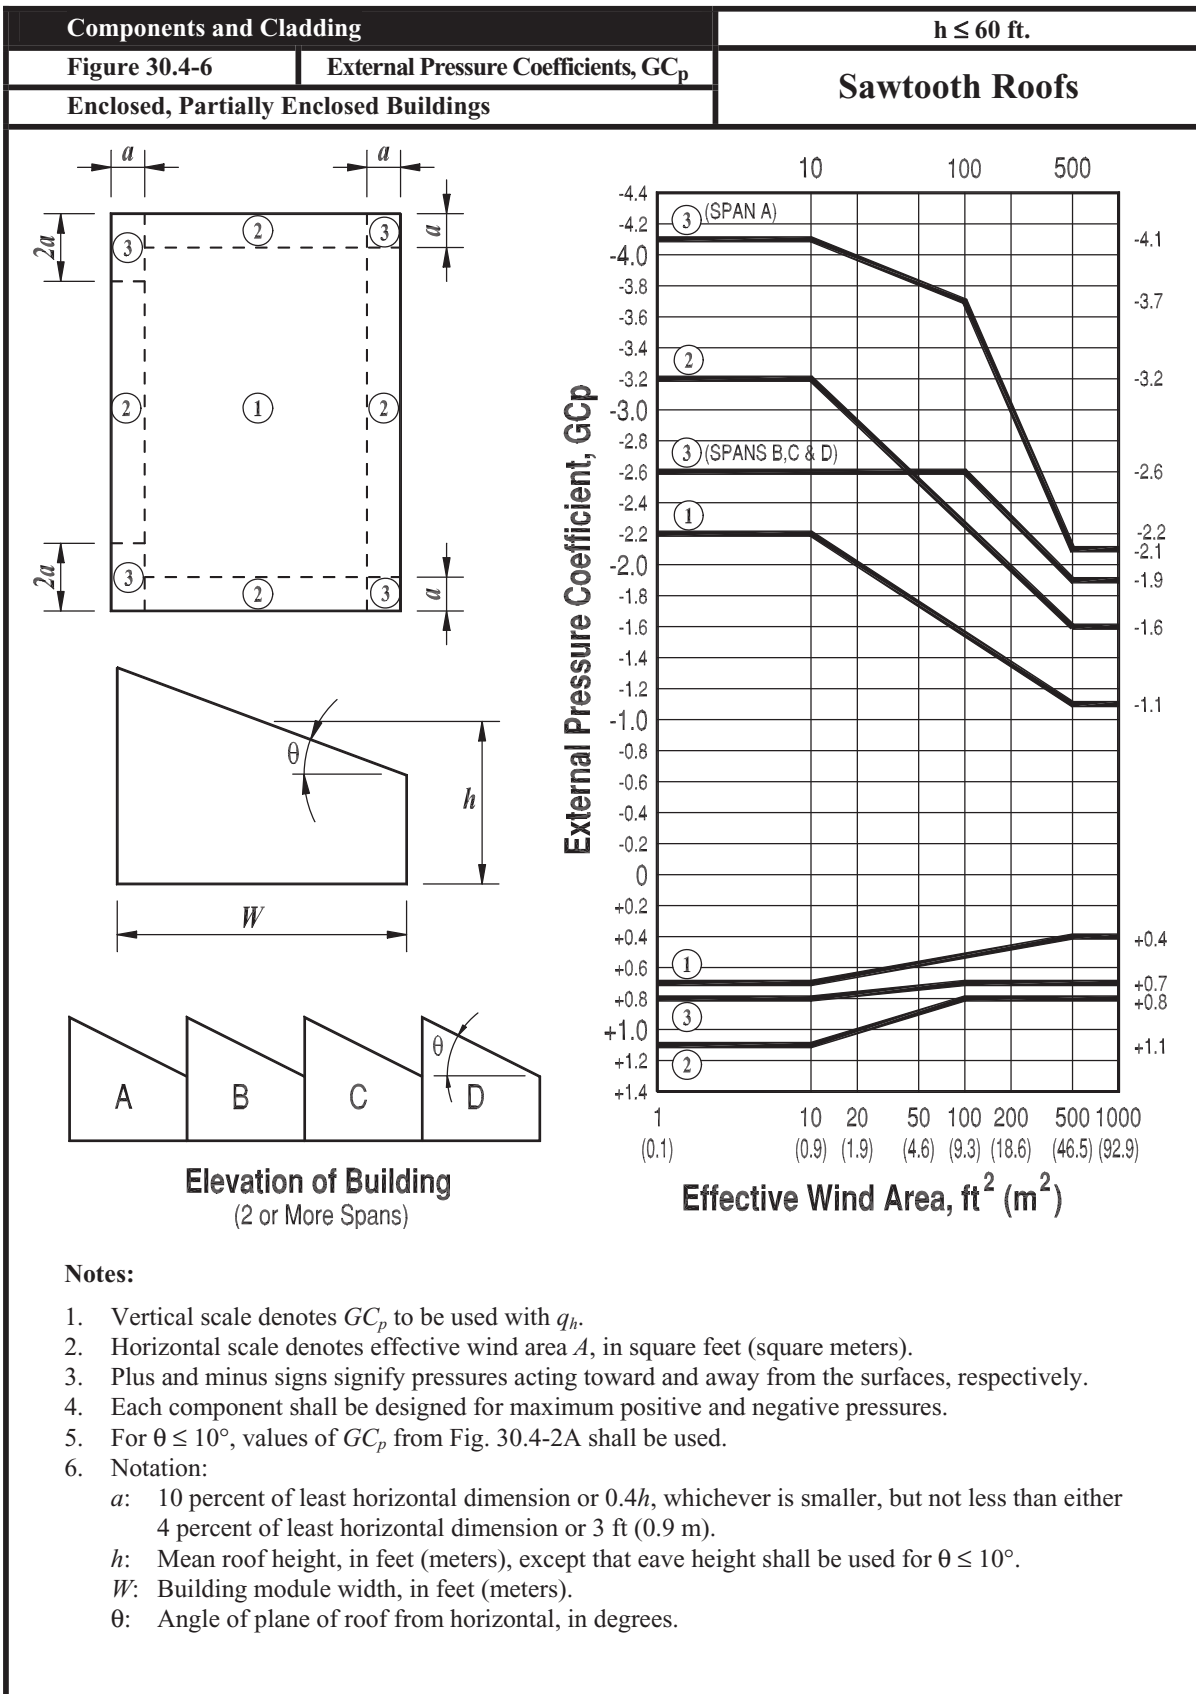 Components and Cladding
h ≤ 60 ft.
Figure 30.4-6
External Pressure Coefficients, GCp
Sawtooth Roofs
Enclosed, Partially Enclosed Buildings
a
a
3
2
3
2a
a
2
1
2
3
2
3
2a
a
θ
h
W
A
B
C
D
θ
Elevation of Building
(2 or More Spans)
10 100 500
External Pressure Coefficient, GCp
-4.4
-4.2
-4.0
-3.8
-3.6
-3.4
-3.2
-3.0
-2.8
-2.6
-2.4
-2.2
-2.0
-1.8
-1.6
-1.4
-1.2
-1.0
-0.8
-0.6
-0.4
-0.2
0
+0.2
+0.4
+0.6
+0.8
+1.0
+1.2
+1.4
3 (SPAN A)
2
3 (SPANS B,C & D)
1
1
3
2
-4.1
-3.7
-3.2
-2.6
-2.2
-2.1
-1.9
-1.6
-1.1
+0.4
+0.7
+0.8
+1.1
1 10 20 50 100 200 500 1000
(0.1) (0.9) (1.9) (4.6) (9.3) (18.6) (46.5) (92.9)
Effective Wind Area, ft² (m²)
Notes:
1. Vertical scale denotes GCp to be used with qh.
2. Horizontal scale denotes effective wind area A, in square feet (square meters).
3. Plus and minus signs signify pressures acting toward and away from the surfaces, respectively.
4. Each component shall be designed for maximum positive and negative pressures.
5. For θ ≤ 10°, values of GCp from Fig. 30.4-2A shall be used.
6. Notation:
a: 10 percent of least horizontal dimension or 0.4h, whichever is smaller, but not less than either
4 percent of least horizontal dimension or 3 ft (0.9 m).
h: Mean roof height, in feet (meters), except that eave height shall be used for θ ≤ 10°.
W: Building module width, in feet (meters).
θ: Angle of plane of roof from horizontal, in degrees.